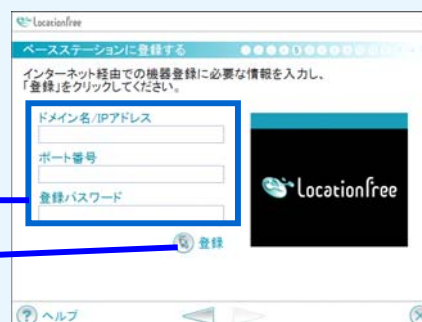 LocationFree
ベースステーションに登録する
インターネット経由での機器登録に必要な情報を入力し、
「登録」をクリックしてください。
ドメイン名/IPアドレス
ポート番号
登録パスワード
LocationFree
登録
ヘルプ